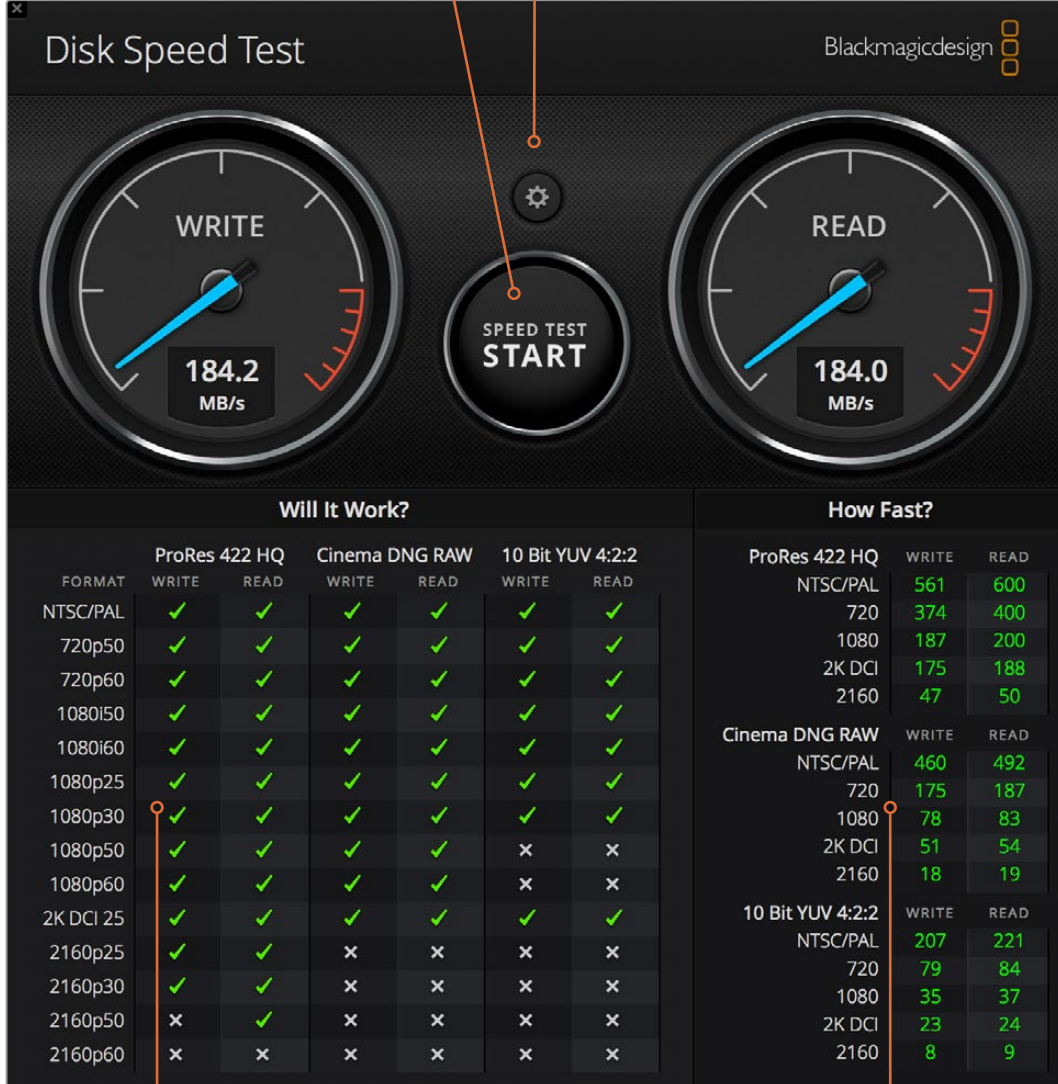 Disk Speed Test
Blackmagicdesign
WRITE
184.2
MB/s
SPEED TEST
START
READ
184.0
MB/s
Will It Work?
ProRes 422 HQ Cinema DNG RAW 10 Bit YUV 4:2:2
FORMAT WRITE READ WRITE READ WRITE READ
NTSC/PAL ✓ ✓ ✓ ✓ ✓ ✓
720p50 ✓ ✓ ✓ ✓ ✓ ✓
720p60 ✓ ✓ ✓ ✓ ✓ ✓
1080i50 ✓ ✓ ✓ ✓ ✓ ✓
1080i60 ✓ ✓ ✓ ✓ ✓ ✓
1080p25 ✓ ✓ ✓ ✓ ✓ ✓
1080p30 ✓ ✓ ✓ ✓ ✓ ✓
1080p50 ✓ ✓ ✓ ✓ × ×
1080p60 ✓ ✓ ✓ ✓ × ×
2K DCI 25 ✓ ✓ ✓ ✓ ✓ ✓
2160p25 ✓ ✓ × × × ×
2160p30 ✓ ✓ × × × ×
2160p50 × ✓ × × × ×
2160p60 × × × × × ×
How Fast?
ProRes 422 HQ WRITE READ
NTSC/PAL 561 600
720 374 400
1080 187 200
2K DCI 175 188
2160 47 50
Cinema DNG RAW WRITE READ
NTSC/PAL 460 492
720 175 187
1080 78 83
2K DCI 51 54
2160 18 19
10 Bit YUV 4:2:2 WRITE READ
NTSC/PAL 207 221
720 79 84
1080 35 37
2K DCI 23 24
2160 8 9